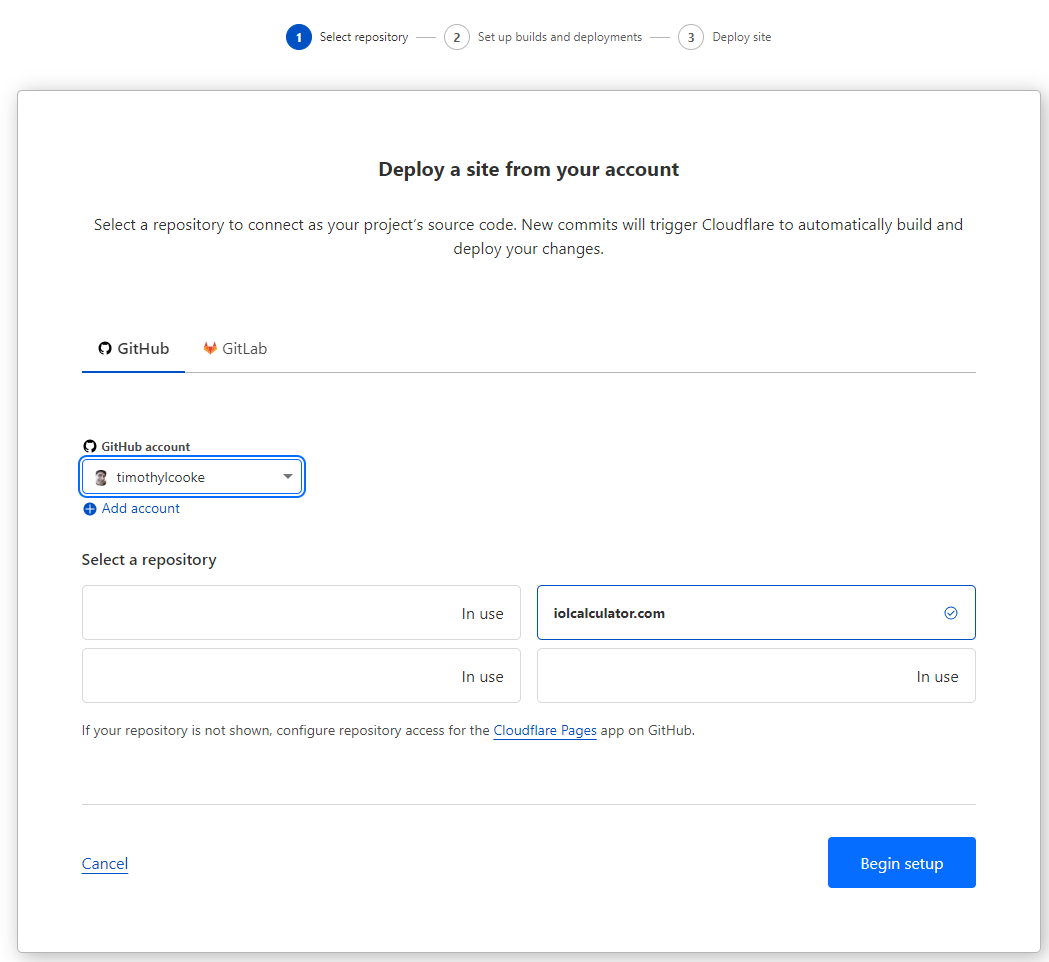 1 Select repository 2 Set up builds and deployments 3 Deploy site
Deploy a site from your account
Select a repository to connect as your project’s source code. New commits will trigger Cloudflare to automatically build and
deploy your changes.
GitHub GitLab
GitHub account
timothylcooke
Add account
Select a repository
In use
iolcalculator.com
In use
In use
If your repository is not shown, configure repository access for the Cloudflare Pages app on GitHub.
Cancel
Begin setup